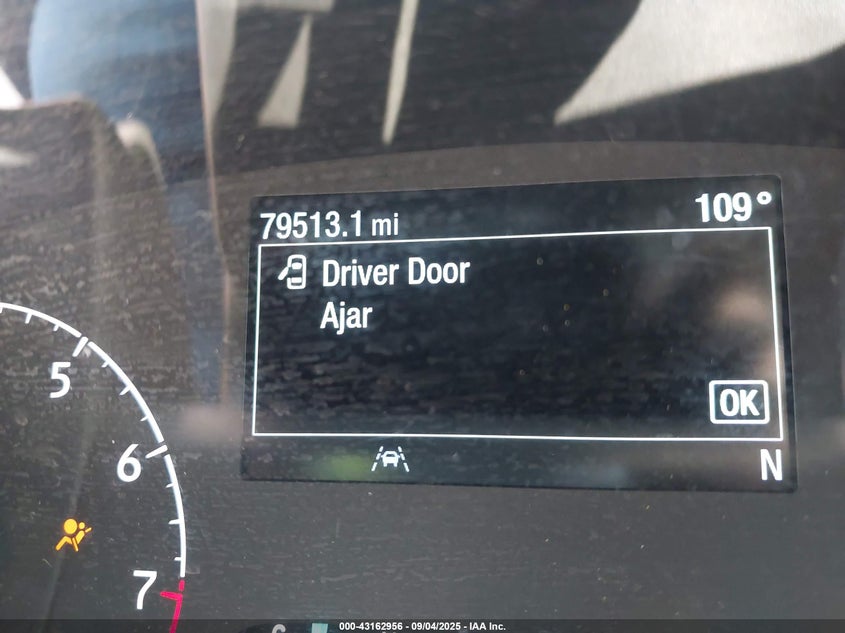 79513.1 mi
109°
Driver Door
Ajar
OK
N
5
6
7
000-43162956 - 09/04/2025 - IAA Inc.